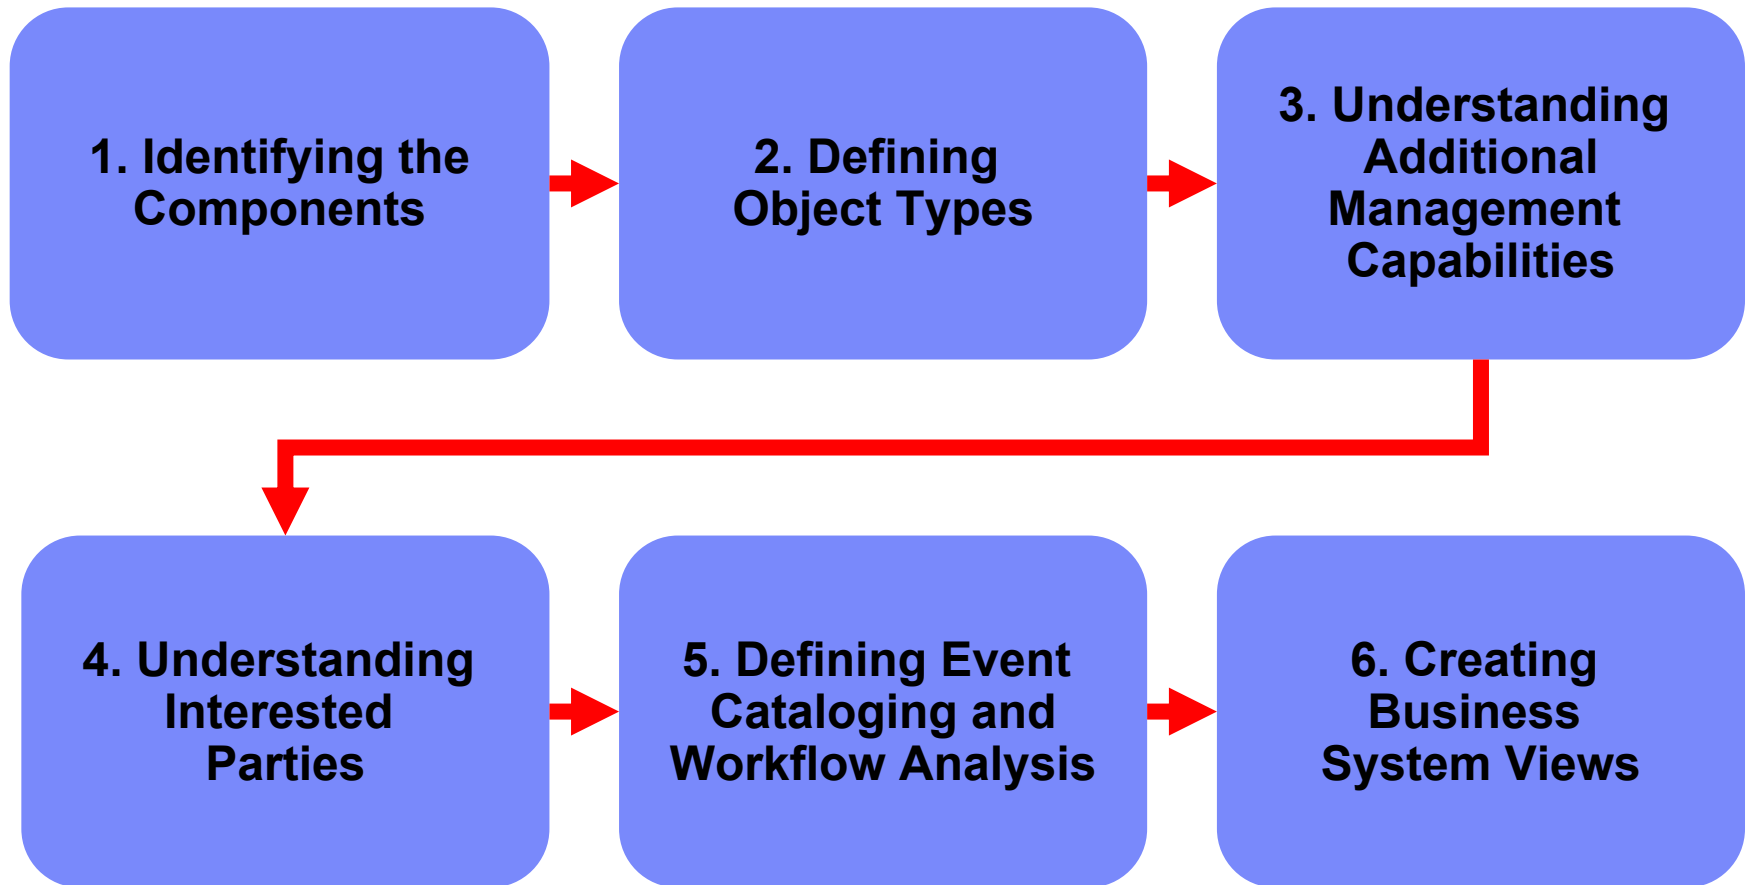 1. Identifying the
Components
2. Defining
Object Types
3. Understanding
Additional
Management
Capabilities
4. Understanding
Interested
Parties
5. Defining Event
Cataloging and
Workflow Analysis
6. Creating
Business
System Views